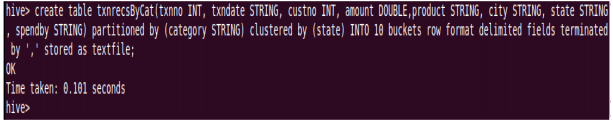 hive> create table txnrecsByCat(txnno INT, txndate STRING, custno INT, amount DOUBLE,product STRING, city STRING, state STRING
, spendby STRING) partitioned by (category STRING) clustered by (state) INTO 10 buckets row format delimited fields terminated
by ',' stored as textfile;
OK
Time taken: 0.101 seconds
hive>